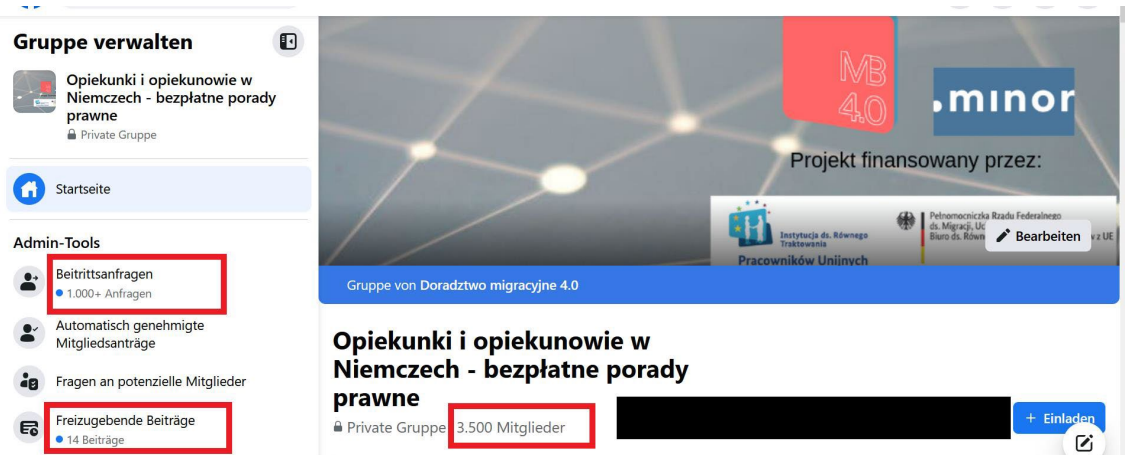 Gruppe verwalten
Opiekunki i opiekunowie w
Niemczech - bezpłatne porady
prawne
Private Gruppe
Startseite
Admin-Tools
Beitrittsanfragen
1.000+ Anfragen
Automatisch genehmigte
Mitgliedsanträge
Fragen an potenzielle Mitglieder
Freizugebende Beiträge
14 Beiträge
MB
4.0
.minor
Projekt finansowany przez:
Instytucja ds. Równego
Traktowania
Pracowników Unijnych
Pełnomocniczka Rządu Federalnego
ds. Migracji,
Biuro ds.
z UE
Bearbeiten
Gruppe von Doradztwo migracyjne 4.0
Opiekunki i opiekunowie w
Niemczech - bezpłatne porady
prawne
Private Gruppe 3.500 Mitglieder
+ Einladen